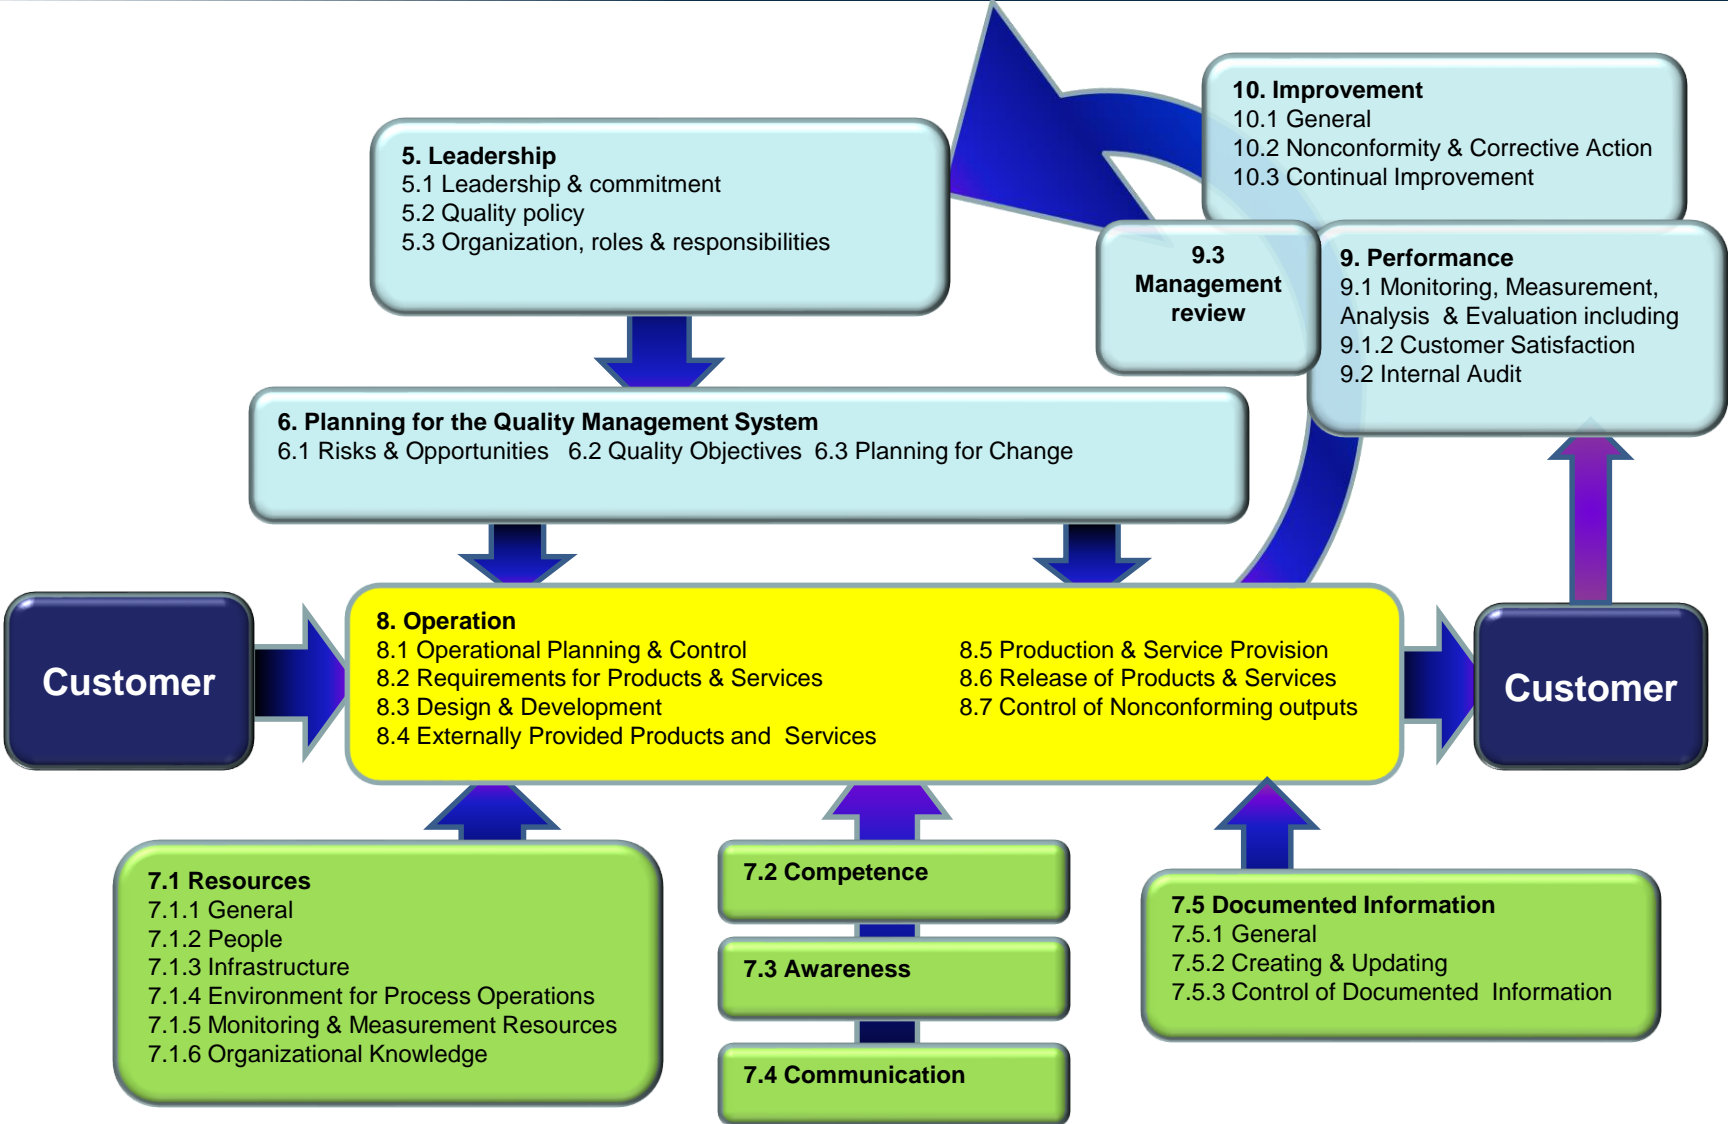 5. Leadership
5.1 Leadership & commitment
5.2 Quality policy
5.3 Organization, roles & responsibilities
10. Improvement
10.1 General
10.2 Nonconformity & Corrective Action
10.3 Continual Improvement
9.3
Management
review
9. Performance
9.1 Monitoring, Measurement,
Analysis & Evaluation including
9.1.2 Customer Satisfaction
9.2 Internal Audit
6. Planning for the Quality Management System
6.1 Risks & Opportunities 6.2 Quality Objectives 6.3 Planning for Change
Customer
8. Operation
8.1 Operational Planning & Control
8.2 Requirements for Products & Services
8.3 Design & Development
8.4 Externally Provided Products and Services
8.5 Production & Service Provision
8.6 Release of Products & Services
8.7 Control of Nonconforming outputs
Customer
7.1 Resources
7.1.1 General
7.1.2 People
7.1.3 Infrastructure
7.1.4 Environment for Process Operations
7.1.5 Monitoring & Measurement Resources
7.1.6 Organizational Knowledge
7.2 Competence
7.3 Awareness
7.4 Communication
7.5 Documented Information
7.5.1 General
7.5.2 Creating & Updating
7.5.3 Control of Documented Information